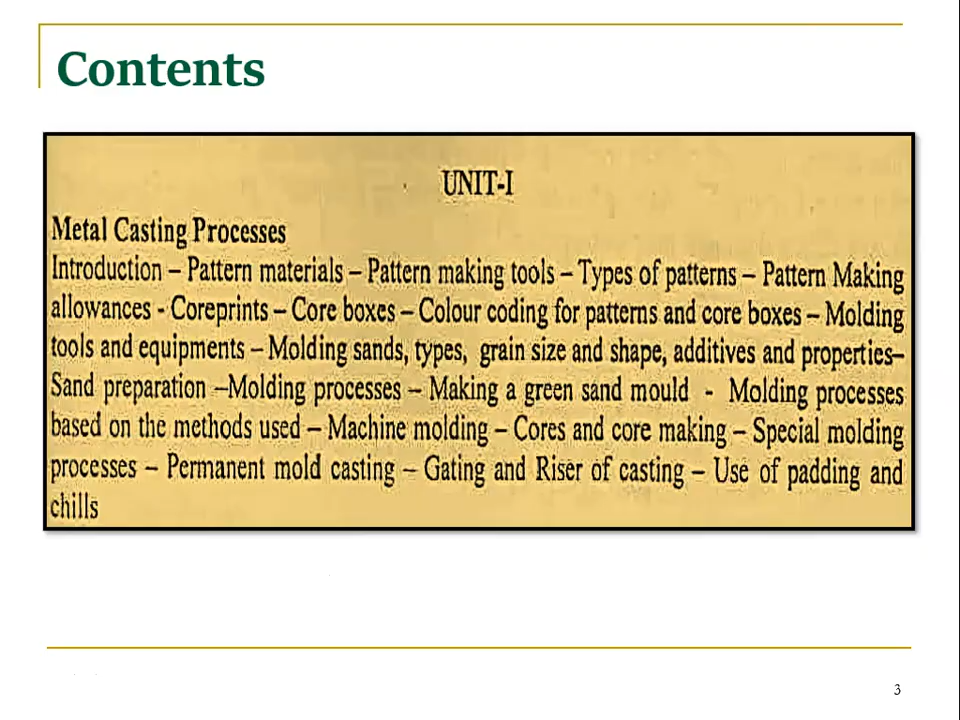 Contents
UNIT-I
Metal Casting Processes
Introduction – Pattern materials – Pattern making tools – Types of patterns – Pattern Making
allowances - Coreprints – Core boxes – Colour coding for patterns and core boxes – Molding
tools and equipments – Molding sands, types, grain size and shape, additives and properties–
Sand preparation –Molding processes – Making a green sand mould - Molding processes
based on the methods used – Machine molding – Cores and core making – Special molding
processes – Permanent mold casting – Gating and Riser of casting – Use of padding and
chills
3